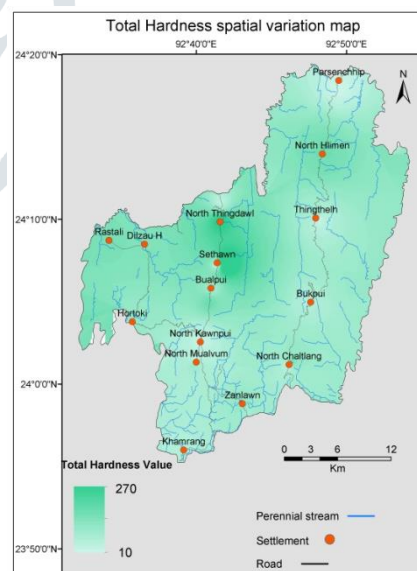 Total Hardness spatial variation map
92°40'0"E 92°50'0"E
24°20'0"N
Parsenchhip
N
North Hlimen
24°10'0"N
North Thingdawl
Thingthelh
Rastali
Dilzau H
Sethawn
Bualpui
Bukpui
Hortoki
North Kawnpui
North Mualvum
North Chaltlang
24°0'0"N
Zanlawn
Khamrang
Total Hardness Value
0 3 6 12
Km
270
10
Perennial stream
Settlement
Road
23°50'0"N